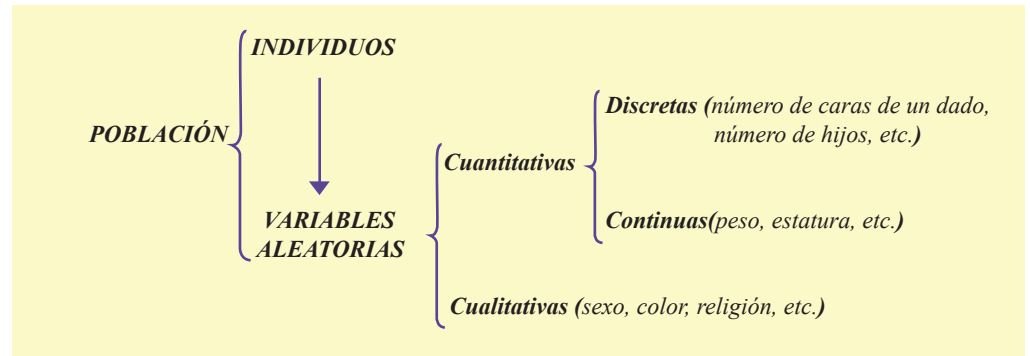 POBLACIÓN
INDIVIDUOS
VARIABLES
ALEATORIAS
Cuantitativas
Discretas (número de caras de un dado,
número de hijos, etc.)
Continuas(peso, estatura, etc.)
Cualitativas (sexo, color, religión, etc.)